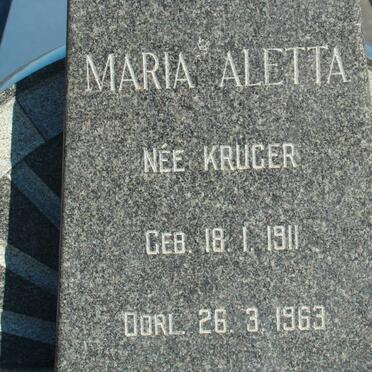 MARIA ALETTA
NÉE KRUGER
GEB. 18. 1. 1911
OORL. 26. 3. 1963